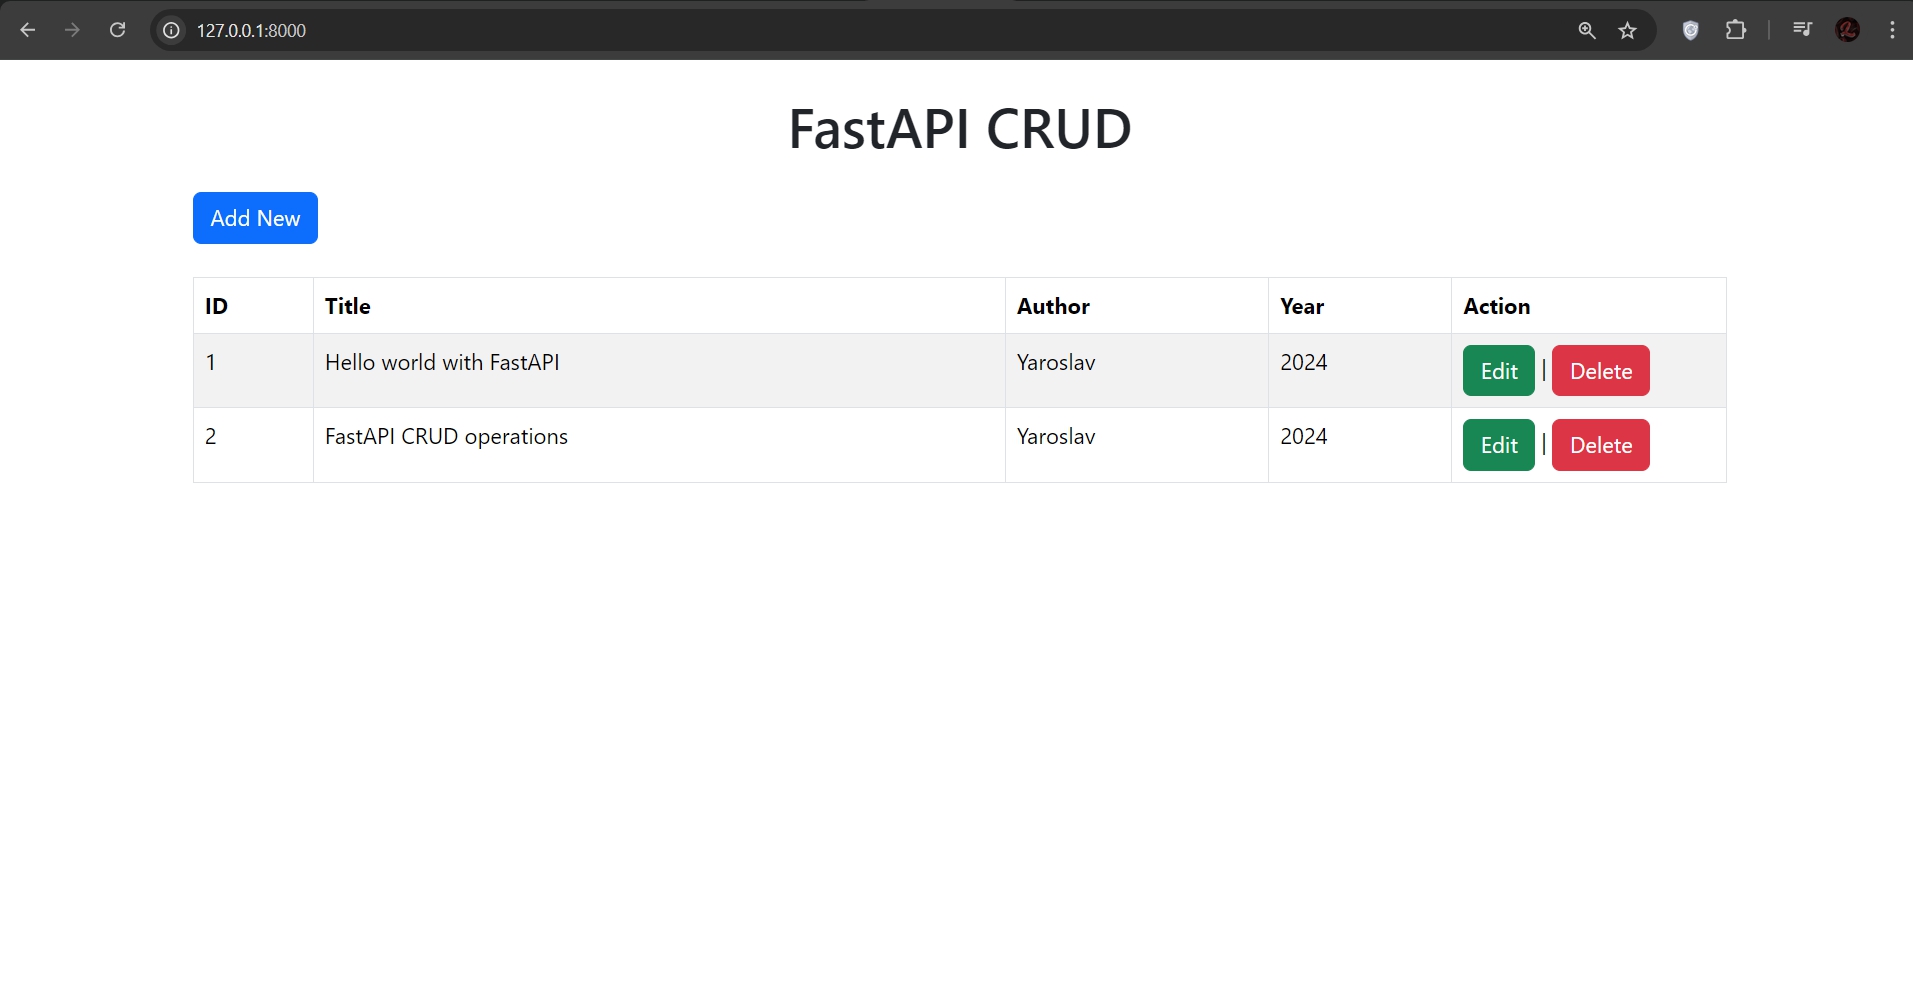 127.0.0.1:8000
FastAPI CRUD
Add New
ID Title Author Year Action
1 Hello world with FastAPI Yaroslav 2024 Edit | Delete
2 FastAPI CRUD operations Yaroslav 2024 Edit | Delete